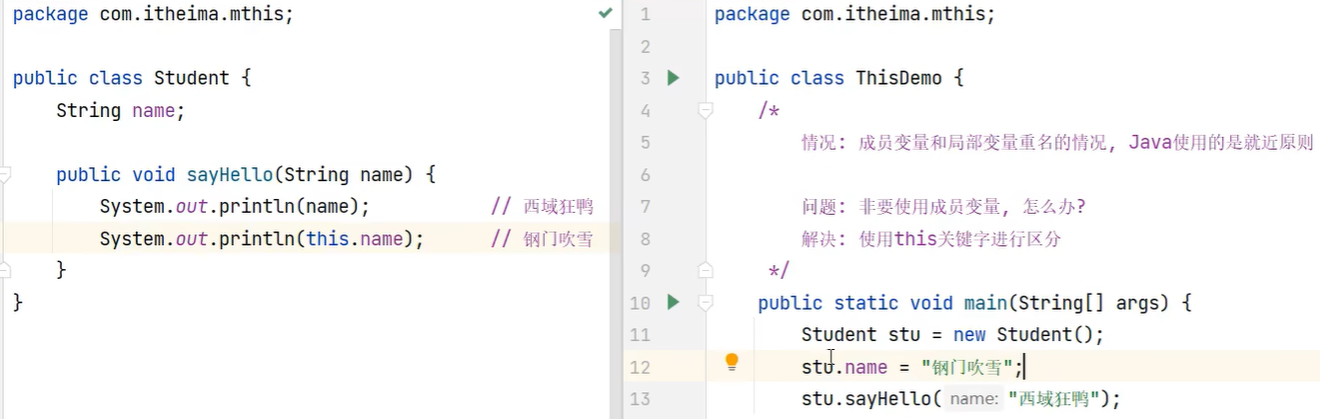 package com.itheima.mthis;
public class Student {
String name;
public void sayHello(String name) {
System.out.println(name); // 西域狂鸭
System.out.println(this.name); // 钢门吹雪
}
}
1 package com.itheima.mthis;
2
3 public class ThisDemo {
4 /*
5 情况: 成员变量和局部变量重名的情况, Java使用的是就近原则
6
7 问题: 非要使用成员变量, 怎么办?
8 解决: 使用this关键字进行区分
9 */
10 public static void main(String[] args) {
11 Student stu = new Student();
12 stu.name = "钢门吹雪";
13 stu.sayHello( name: "西域狂鸭");